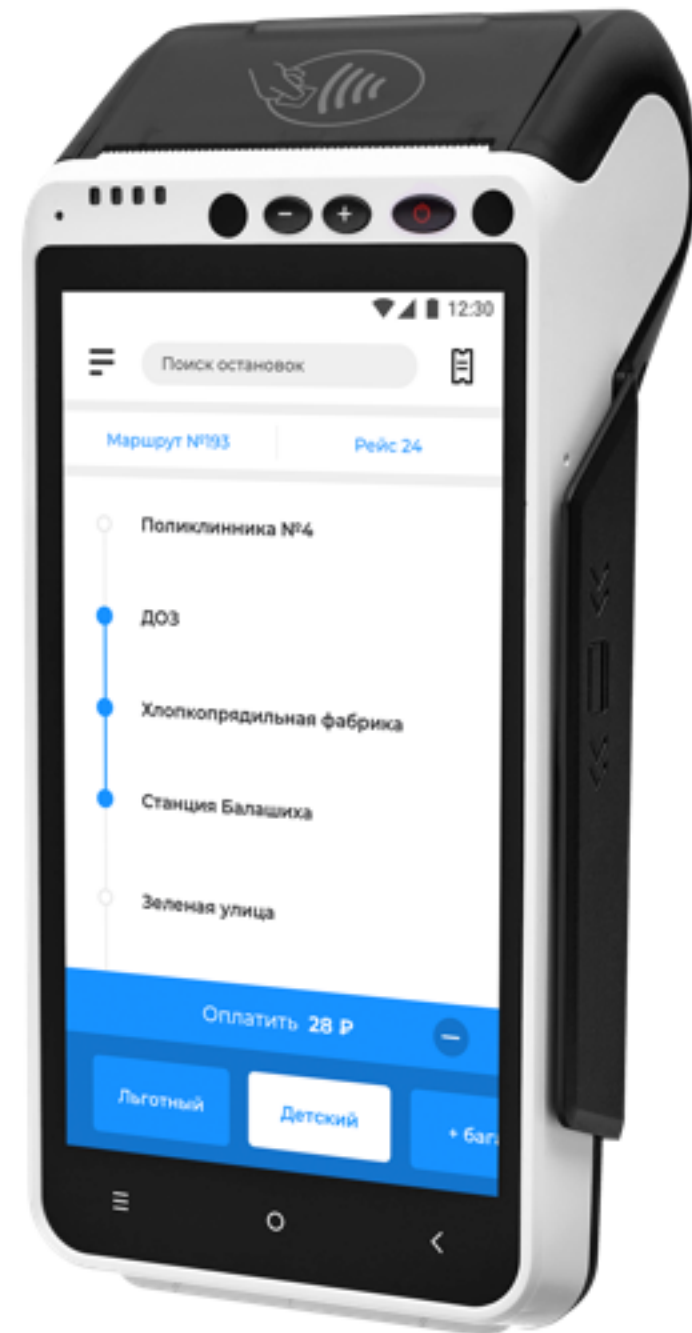 12:30
Поиск остановок
Маршрут №193
Рейс 24
Поликлинника №4
ДОЗ
Хлопкопрядильная фабрика
Станция Балашиха
Зеленая улица
Оплатить 28 ₽
Льготный
Детский
+ бага